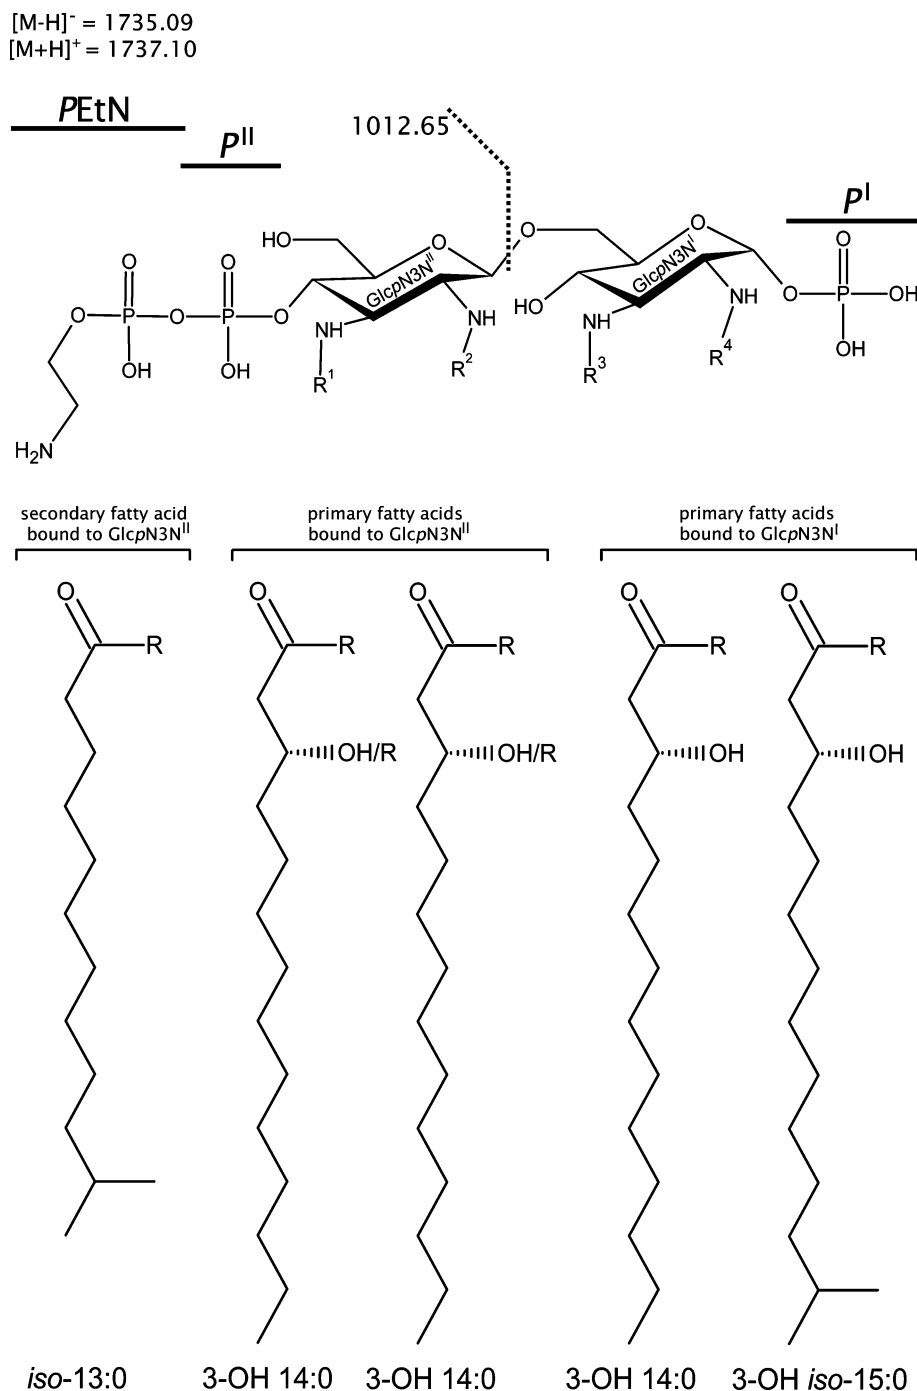 [M-H]⁻ = 1735.09
[M+H]⁺ = 1737.10
PEtN
Pᴵᴵ
1012.65
Pᴵ
HO
O
O
O
GlcpN3Nᴵᴵ
GlcpN3Nᴵ
O
O
O
O
P
O
P
O
NH
NH
HO
NH
NH
O
P
OH
OH
OH
OH
R¹
R²
R³
R⁴
H₂N
secondary fatty acid
bound to GlcpN3Nᴵᴵ
primary fatty acids
bound to GlcpN3Nᴵᴵ
primary fatty acids
bound to GlcpN3Nᴵ
O
O
O
O
O
R
R
R
R
R
OH/R
OH/R
OH
OH
iso-13:0
3-OH 14:0
3-OH 14:0
3-OH 14:0
3-OH iso-15:0